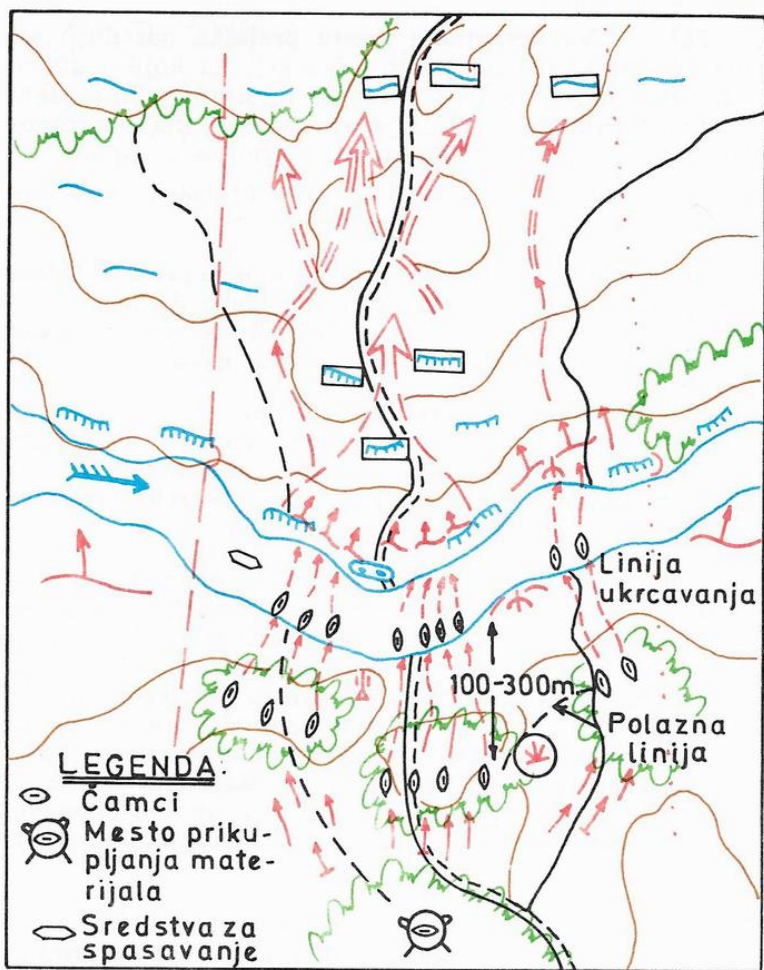 Linija
ukrcavanja
100-300m.
Polazna
linija
LEGENDA.
Čamci
Mesto priku-
pljanja mate-
rijala
Sredstva za
spasavanje